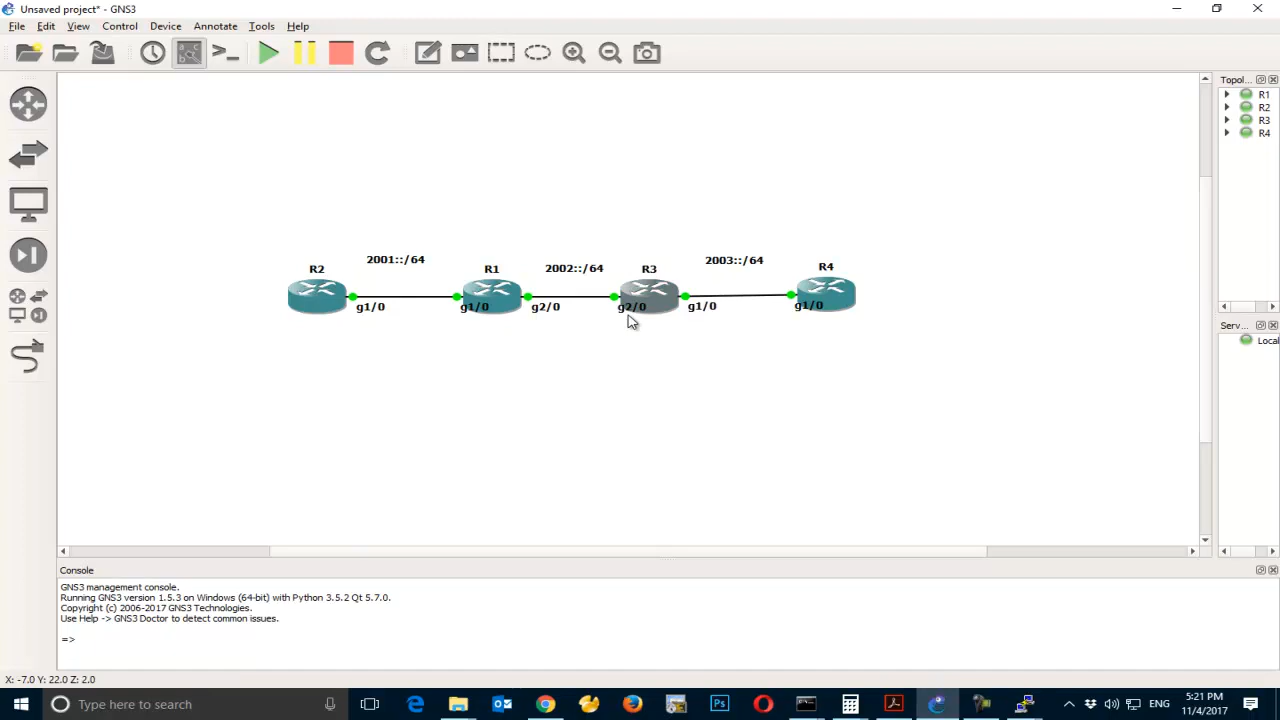 Unsaved project* - GNS3
File Edit View Control Device Annotate Tools Help
Topol...
R1
R2
R3
R4
2001::/64
2002::/64
2003::/64
R2
R1
R3
R4
g1/0
g1/0
g2/0
g2/0
g1/0
g1/0
Serv...
Local
Console
GNS3 management console.
Running GNS3 version 1.5.3 on Windows (64-bit) with Python 3.5.2 Qt 5.7.0.
Copyright (c) 2006-2017 GNS3 Technologies.
Use Help -> GNS3 Doctor to detect common issues.
=>
X: -7.0 Y: 22.0 Z: 2.0
Type here to search
Ps
ENG
5:21 PM
11/4/2017